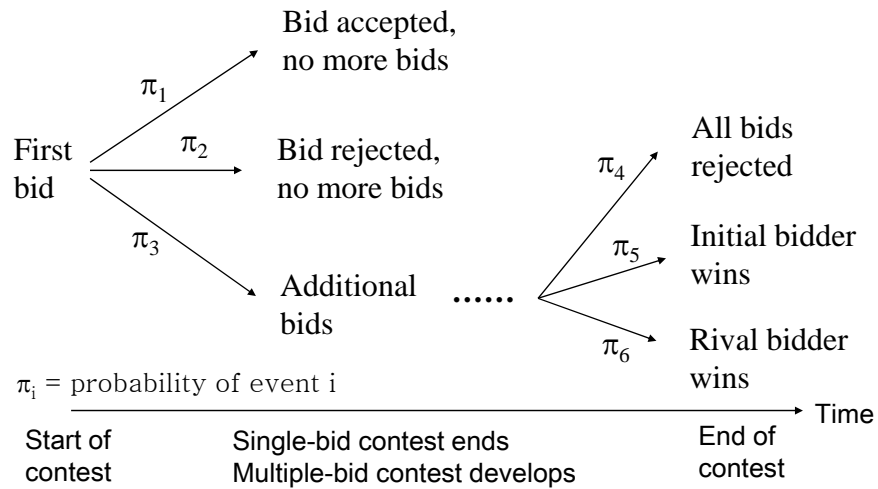 Bid accepted,
no more bids
π₁
First
bid
π₂
Bid rejected,
no more bids
π₃
Additional
bids
......
π₄
All bids
rejected
π₅
Initial bidder
wins
π₆
Rival bidder
wins
πᵢ = probability of event i
Time
Start of
contest
Single-bid contest ends
Multiple-bid contest develops
End of
contest